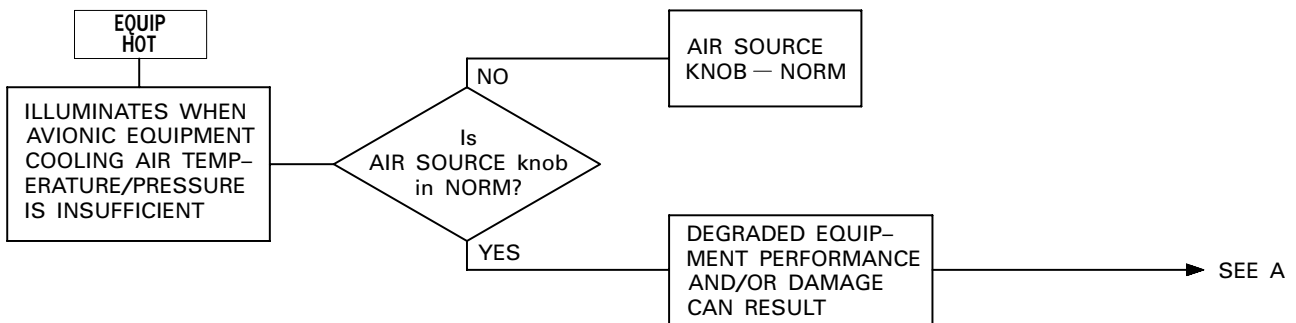 EQUIP
HOT
ILLUMINATES WHEN
AVIONIC EQUIPMENT
COOLING AIR TEMP–
ERATURE/PRESSURE
IS INSUFFICIENT
Is
AIR SOURCE knob
in NORM?
NO
AIR SOURCE
KNOB — NORM
YES
DEGRADED EQUIP–
MENT PERFORMANCE
AND/OR DAMAGE
CAN RESULT
SEE A